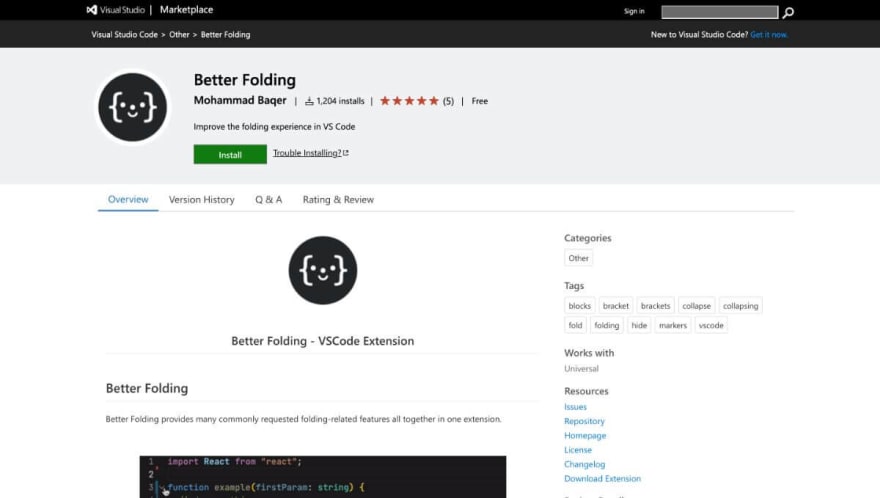 Visual Studio | Marketplace
Sign in
Visual Studio Code > Other > Better Folding
New to Visual Studio Code? Get it now.
Better Folding
Mohammad Baqer | 1,204 installs | (5) | Free
Improve the folding experience in VS Code
Install
Trouble Installing?
Overview
Version History
Q & A
Rating & Review
{ }
{ }
Better Folding - VSCode Extension
Better Folding
Better Folding provides many commonly requested folding-related features all together in one extension.
1 import React from "react";
2
3 function example(firstParam: string) {
Categories
Other
Tags
blocks
bracket
brackets
collapse
collapsing
fold
folding
hide
markers
vscode
Works with
Universal
Resources
Issues
Repository
Homepage
License
Changelog
Download Extension